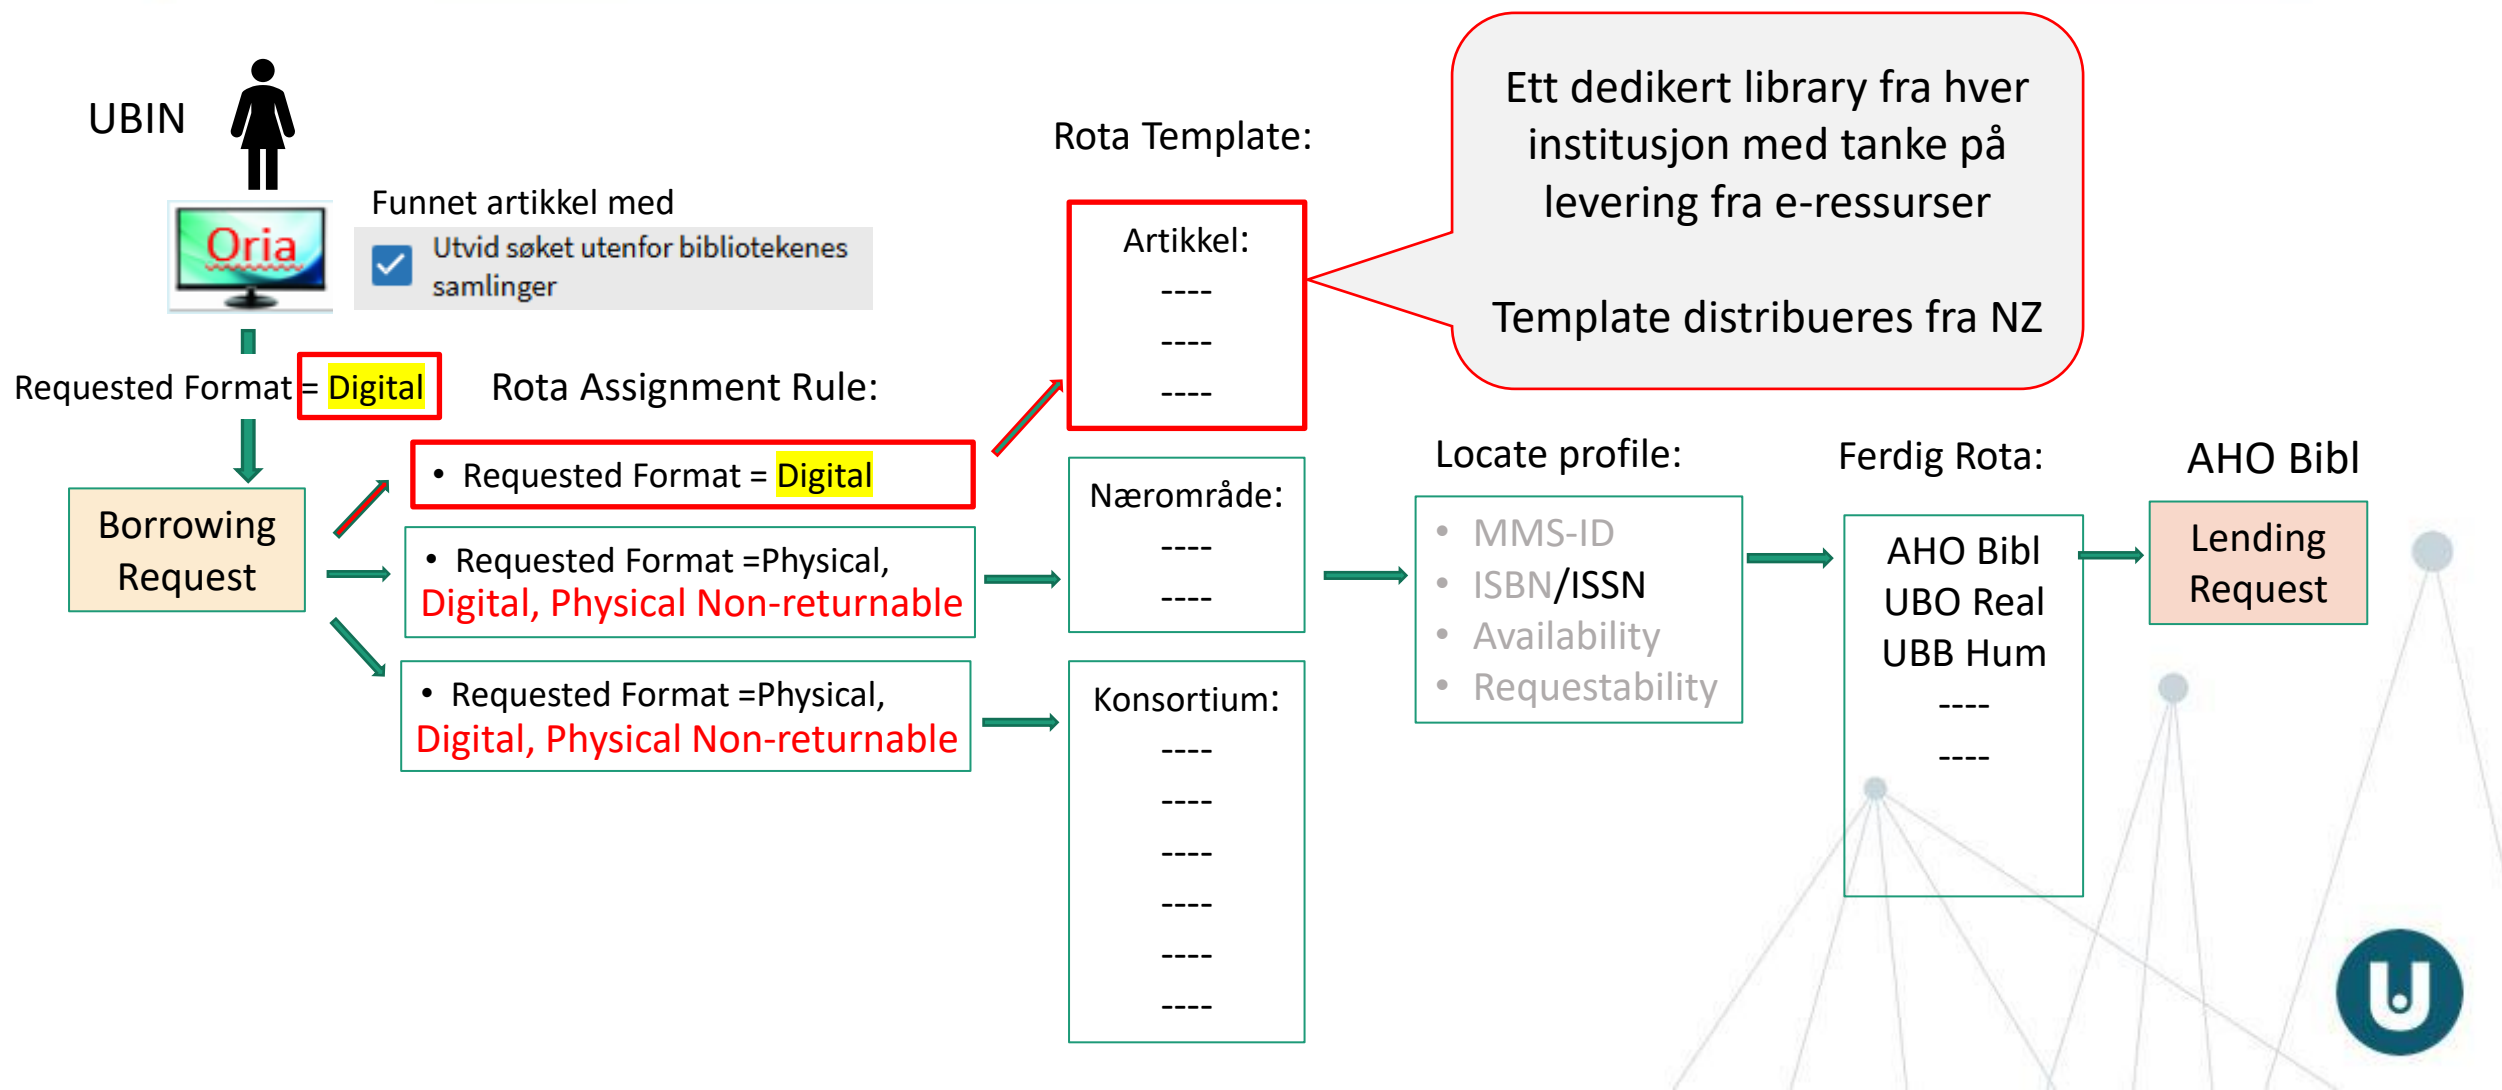 UBIN
Oria
Funnet artikkel med
Utvid søket utenfor bibliotekenes
samlinger
Requested Format = Digital
Borrowing
Request
Rota Assignment Rule:
• Requested Format = Digital
• Requested Format =Physical,
Digital, Physical Non-returnable
• Requested Format =Physical,
Digital, Physical Non-returnable
Rota Template:
Artikkel:
----
----
----
Nærområde:
----
----
Konsortium:
----
----
----
----
----
----
Ett dedikert library fra hver
institusjon med tanke på
levering fra e-ressurser
Template distribueres fra NZ
Locate profile:
• MMS-ID
• ISBN/ISSN
• Availability
• Requestability
Ferdig Rota:
AHO Bibl
UBO Real
UBB Hum
----
----
AHO Bibl
Lending
Request
U